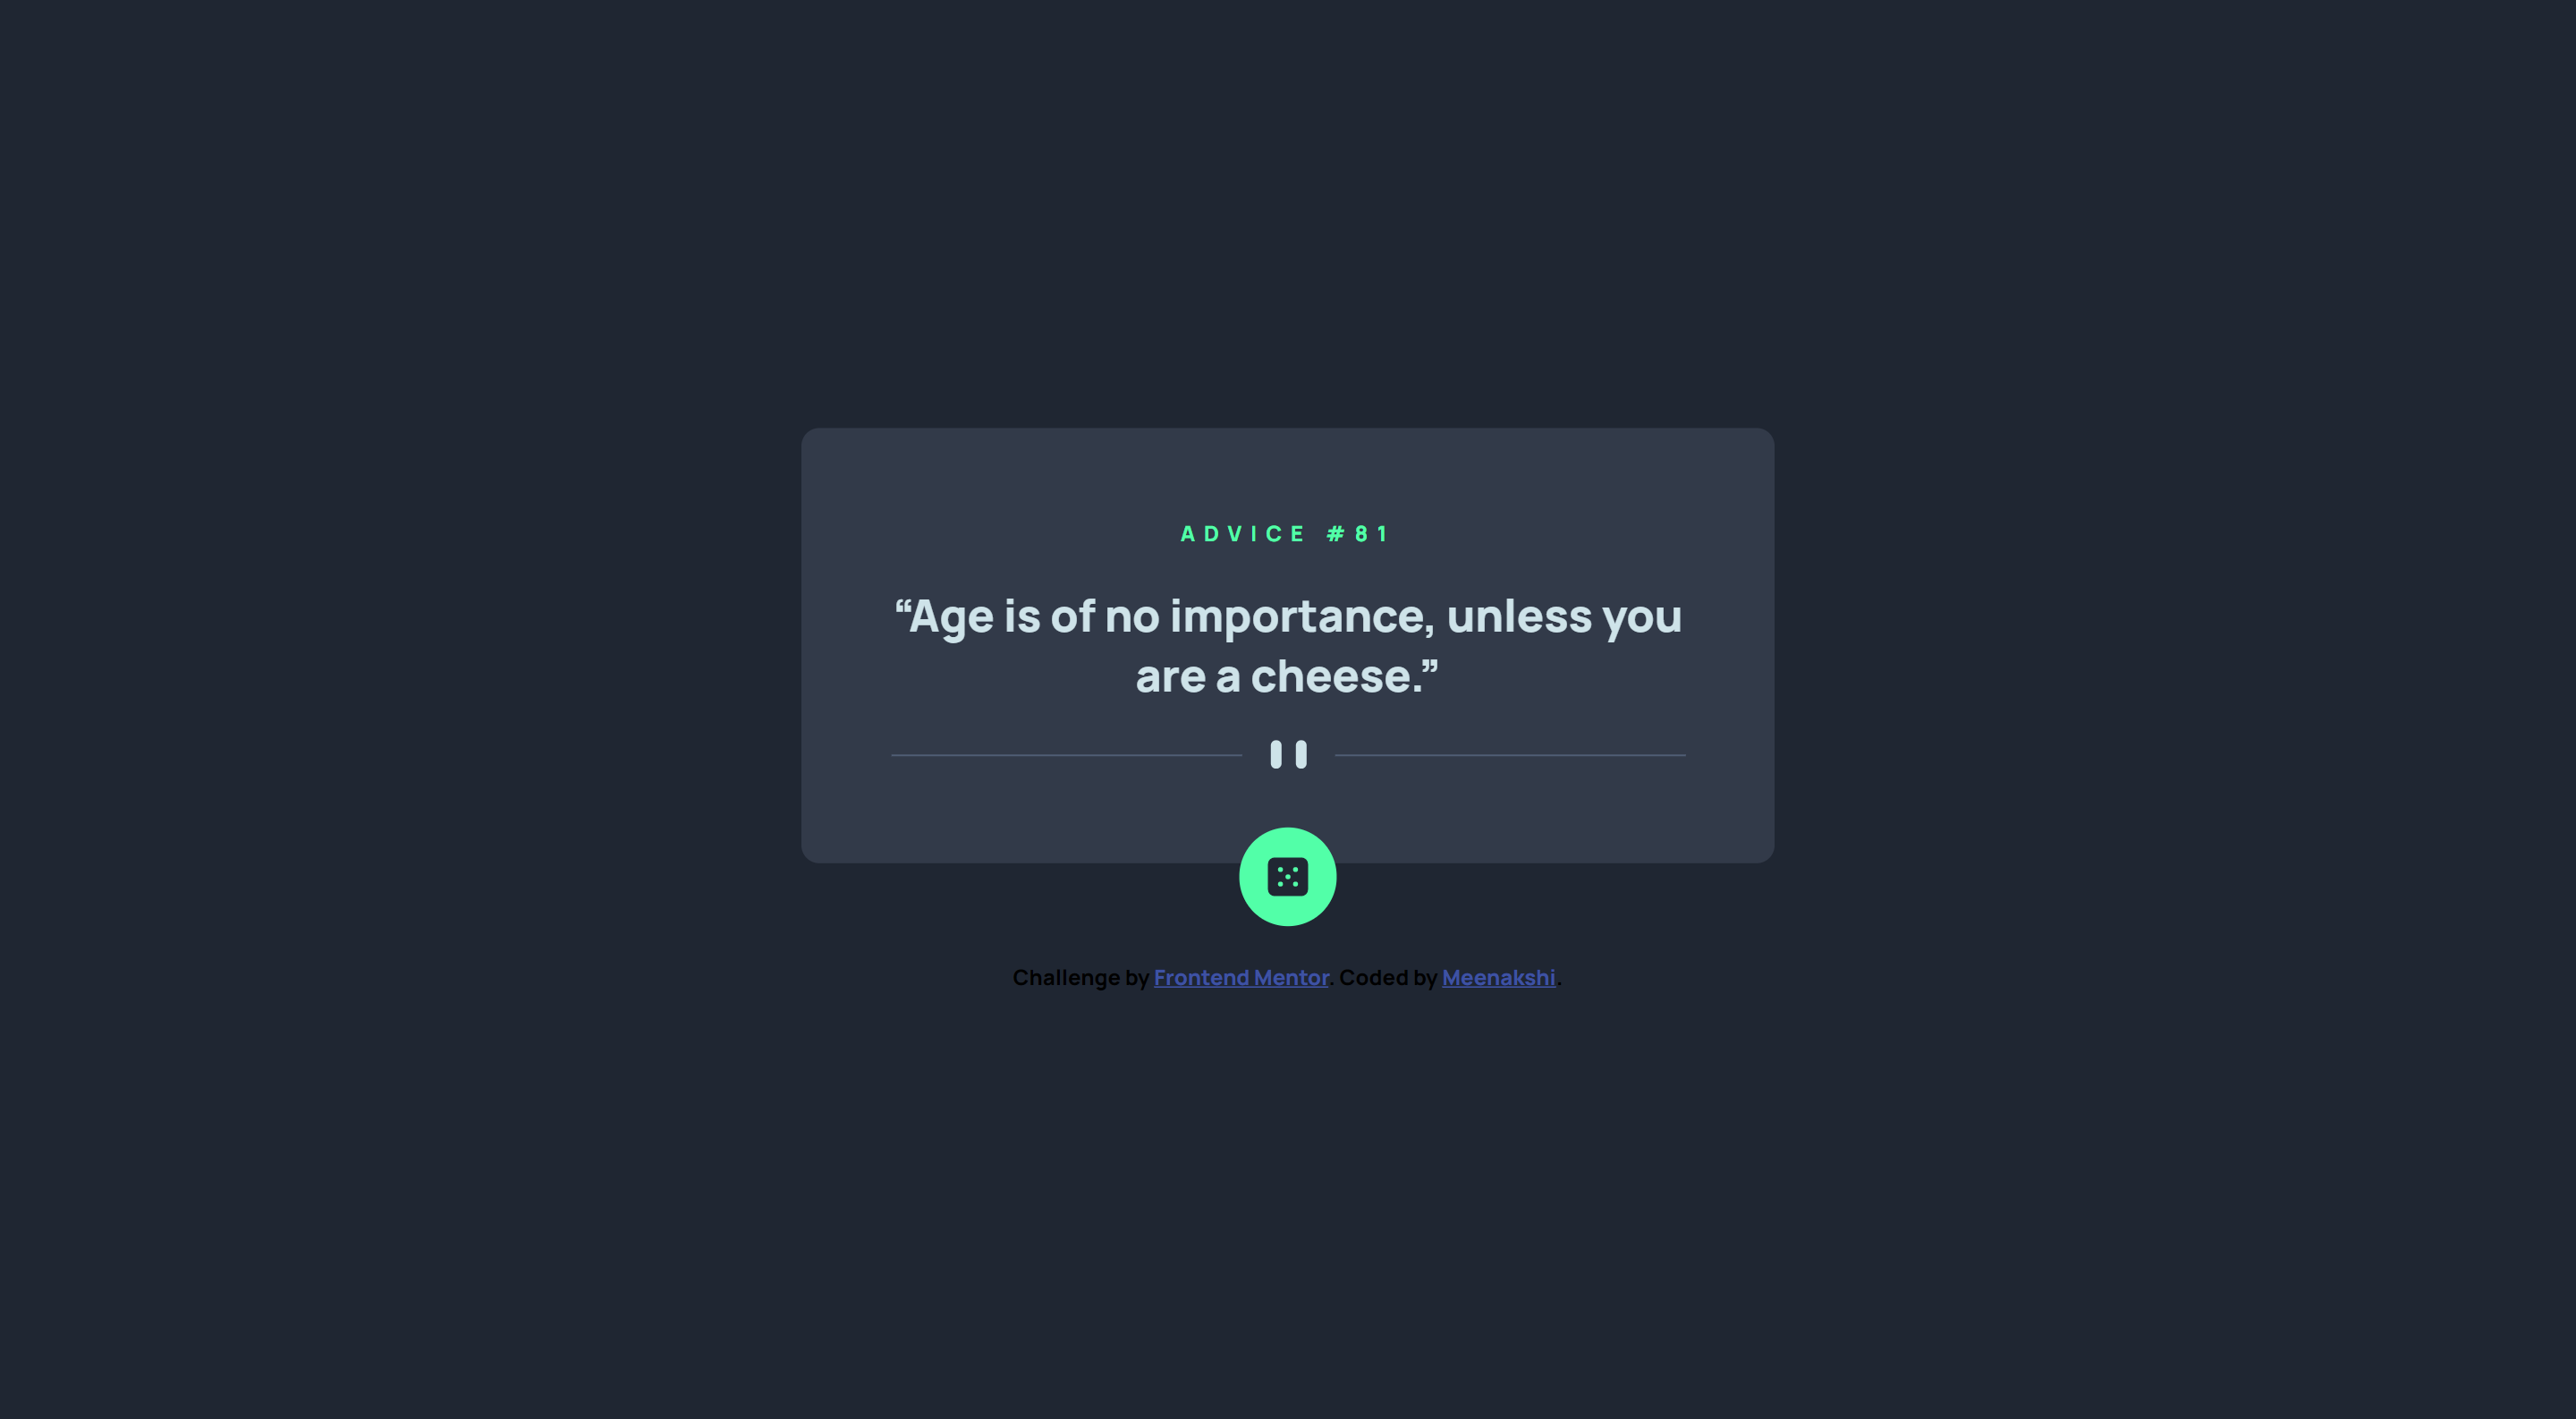 ADVICE #81
“Age is of no importance, unless you
are a cheese.”
Challenge by Frontend Mentor. Coded by Meenakshi.